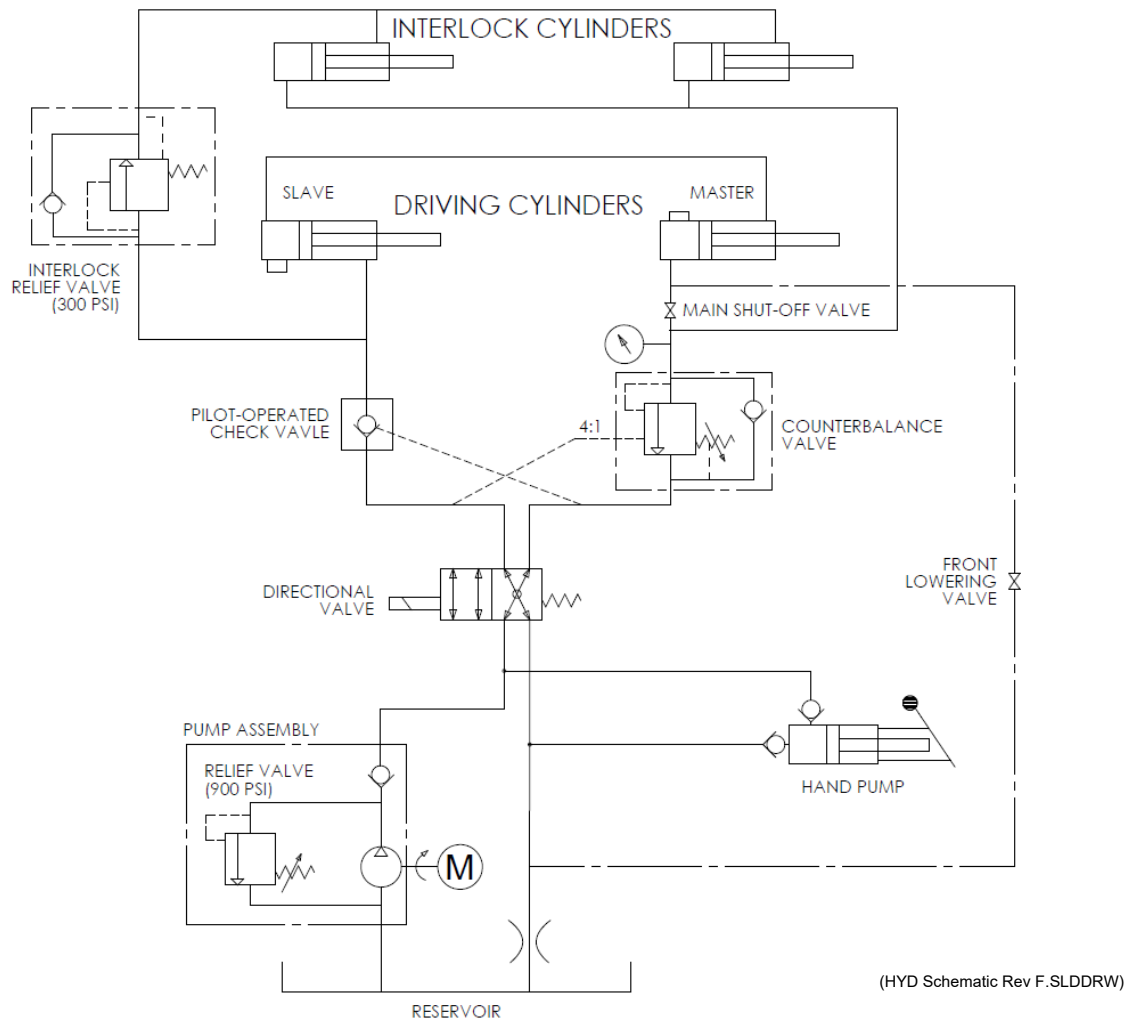 INTERLOCK CYLINDERS
SLAVE
MASTER
DRIVING CYLINDERS
INTERLOCK
RELIEF VALVE
(300 PSI)
MAIN SHUT-OFF VALVE
PILOT-OPERATED
CHECK VAVLE
4:1
COUNTERBALANCE
VALVE
DIRECTIONAL
VALVE
FRONT
LOWERING
VALVE
PUMP ASSEMBLY
RELIEF VALVE
(900 PSI)
HAND PUMP
M
(HYD Schematic Rev F.SLDDRW)
RESERVOIR